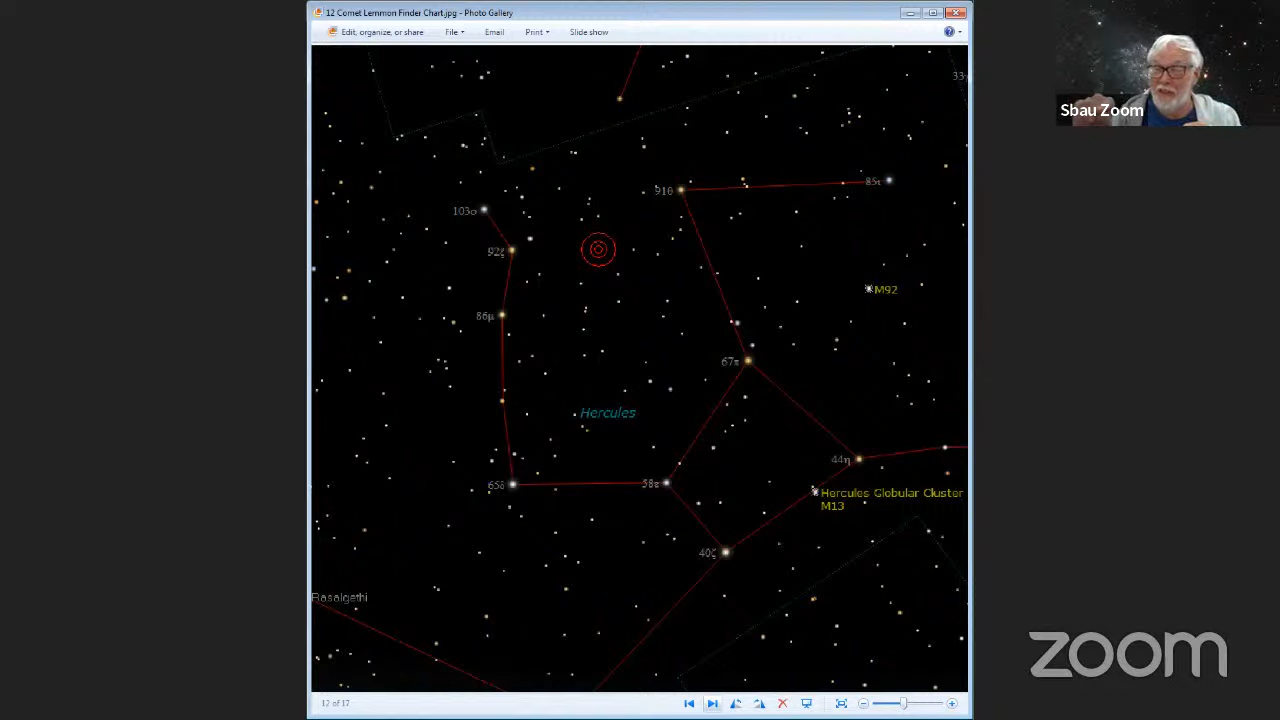 12 Comet Lemmon Finder Chart.jpg - Photo Gallery
Edit, organize, or share File Email Print Slide show
33
Sbau Zoom
85ι
91θ
103ο
92ξ
M92
86μ
67π
Hercules
44η
65δ
58ε
Hercules Globular Cluster
M13
40ζ
Rasalgethi
zoom
12 of 17